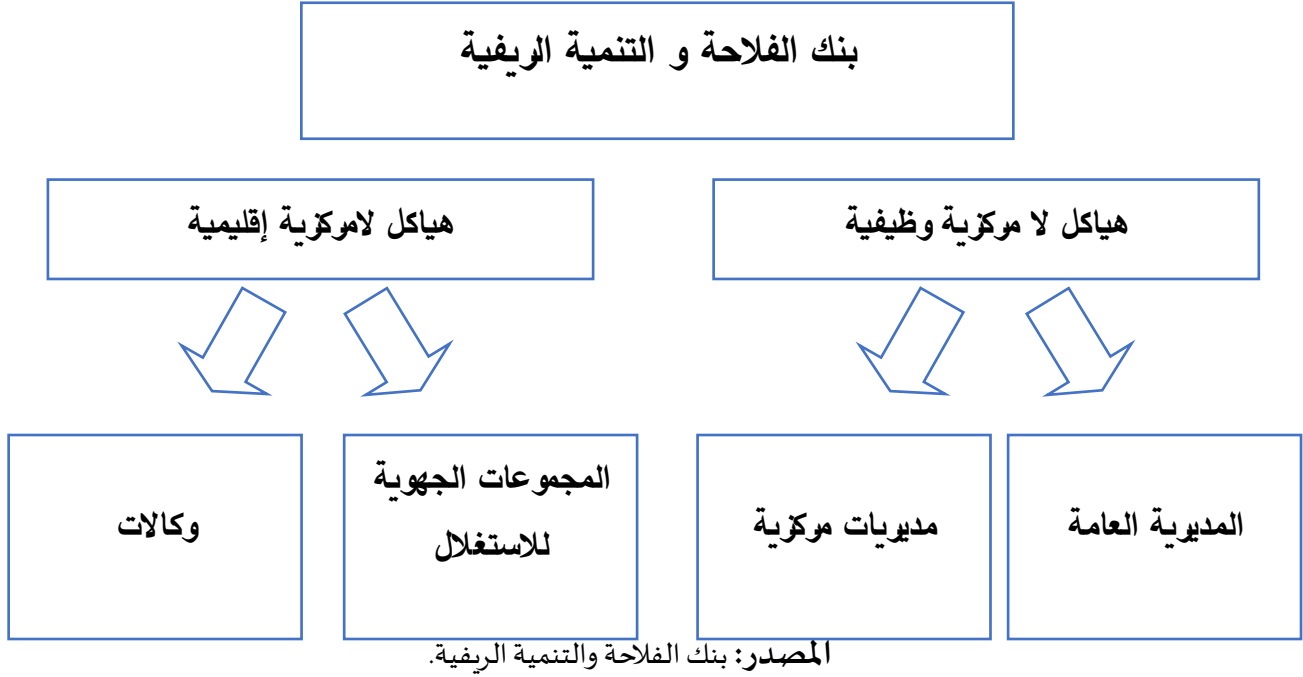 بنك الفلاحة و التنمية الريفية
هياكل لا مركزية وظيفية
هياكل لامركزية إقليمية
المديرية العامة
مديريات مركزية
المجموعات الجهوية
للاستغلال
وكالات
المصدر: بنك الفلاحة والتنمية الريفية.